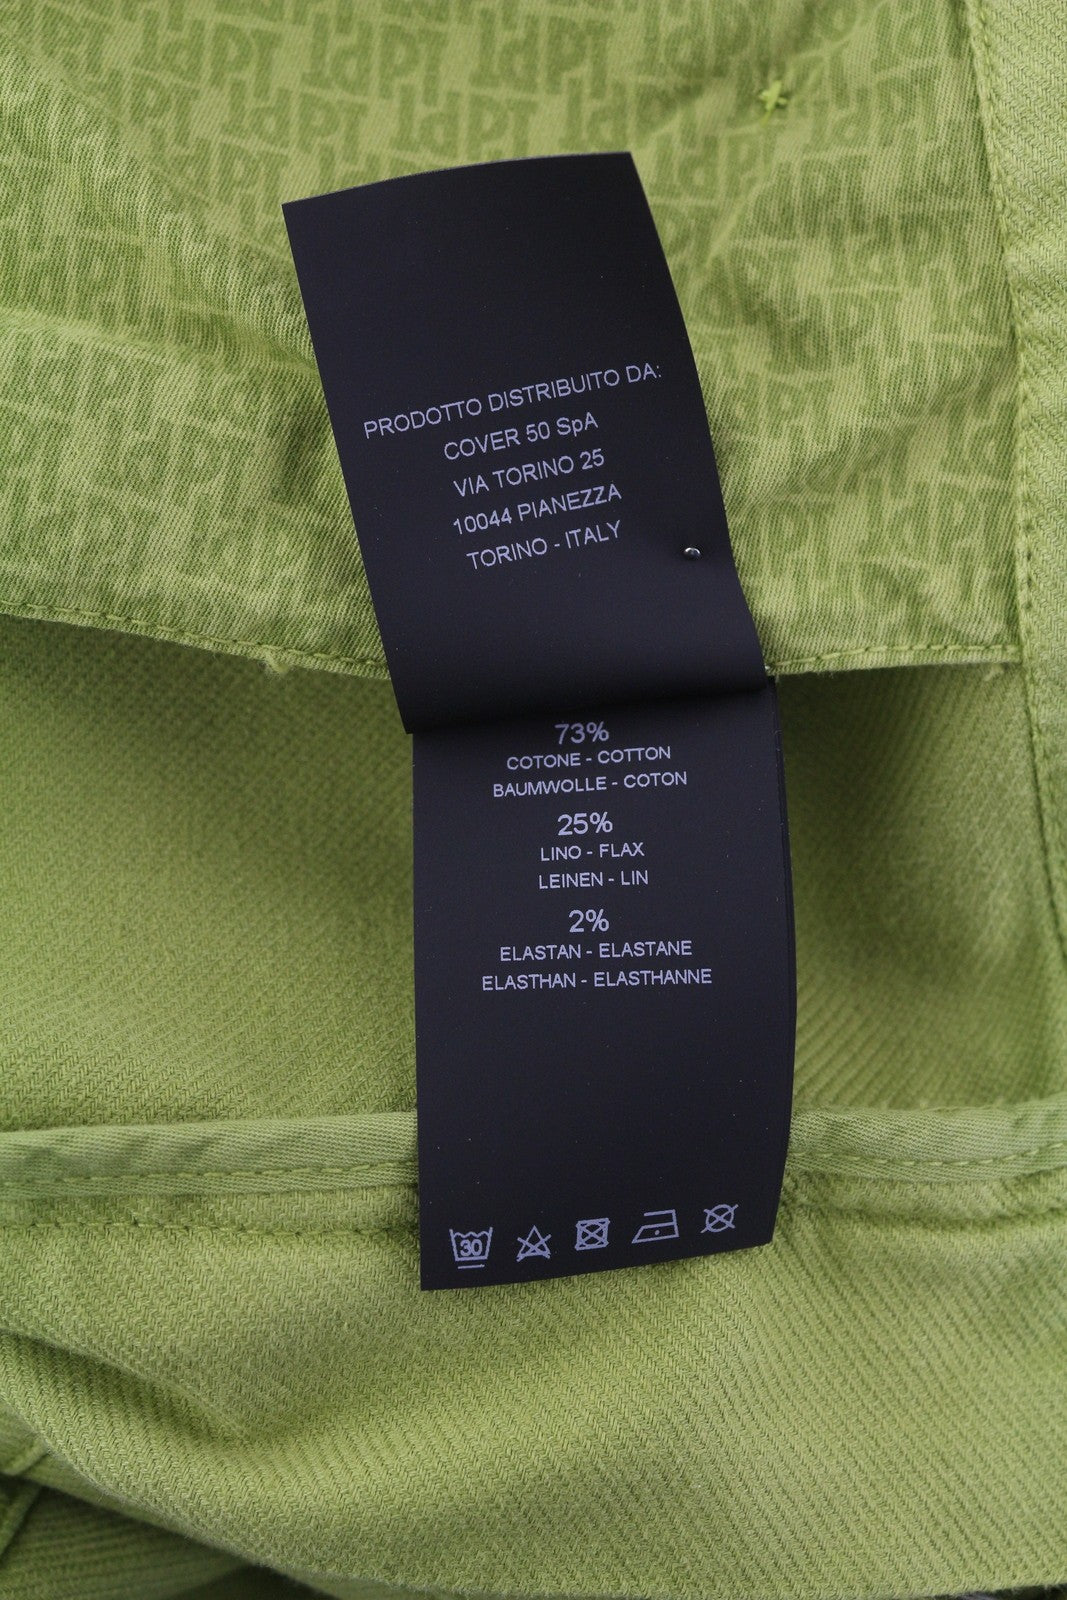 PRODOTTO DISTRIBUITO DA:
COVER 50 SpA
VIA TORINO 25
10044 PIANEZZA
TORINO - ITALY
73%
COTONE - COTTON
BAUMWOLLE - COTON
25%
LINO - FLAX
LEINEN - LIN
2%
ELASTAN - ELASTANE
ELASTHAN - ELASTHANNE
30